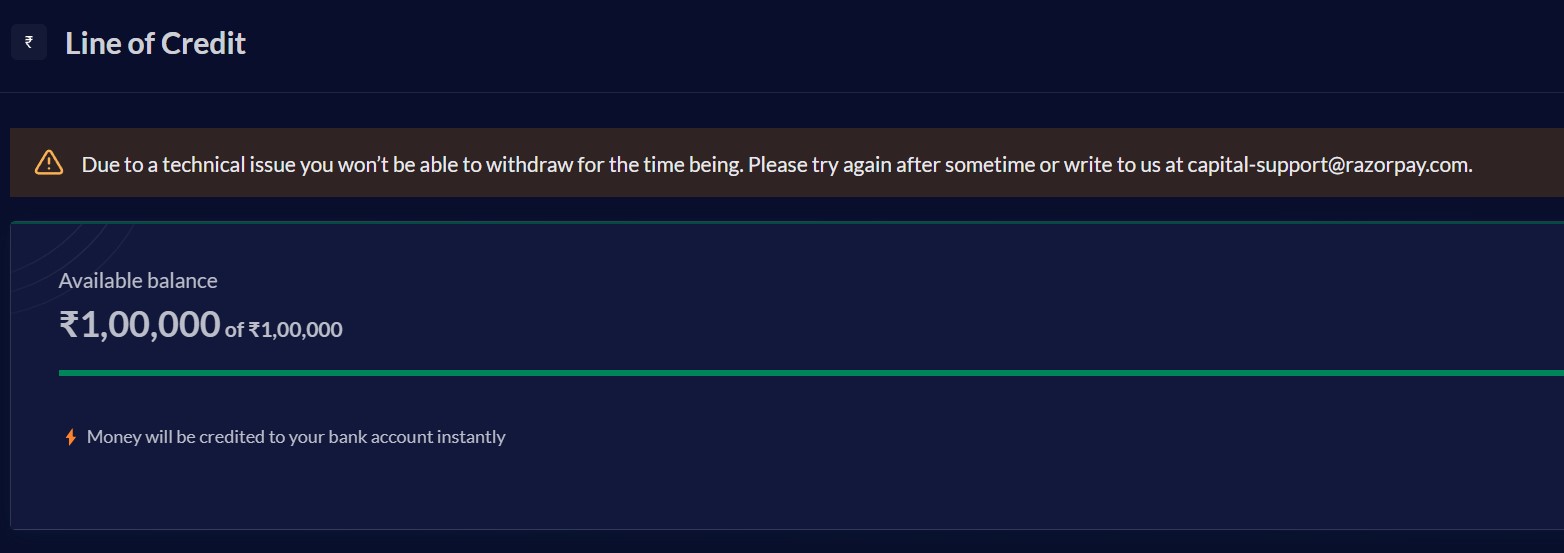 ₹ Line of Credit
Due to a technical issue you won’t be able to withdraw for the time being. Please try again after sometime or write to us at capital-support@razorpay.com.
Available balance
₹1,00,000 of ₹1,00,000
Money will be credited to your bank account instantly